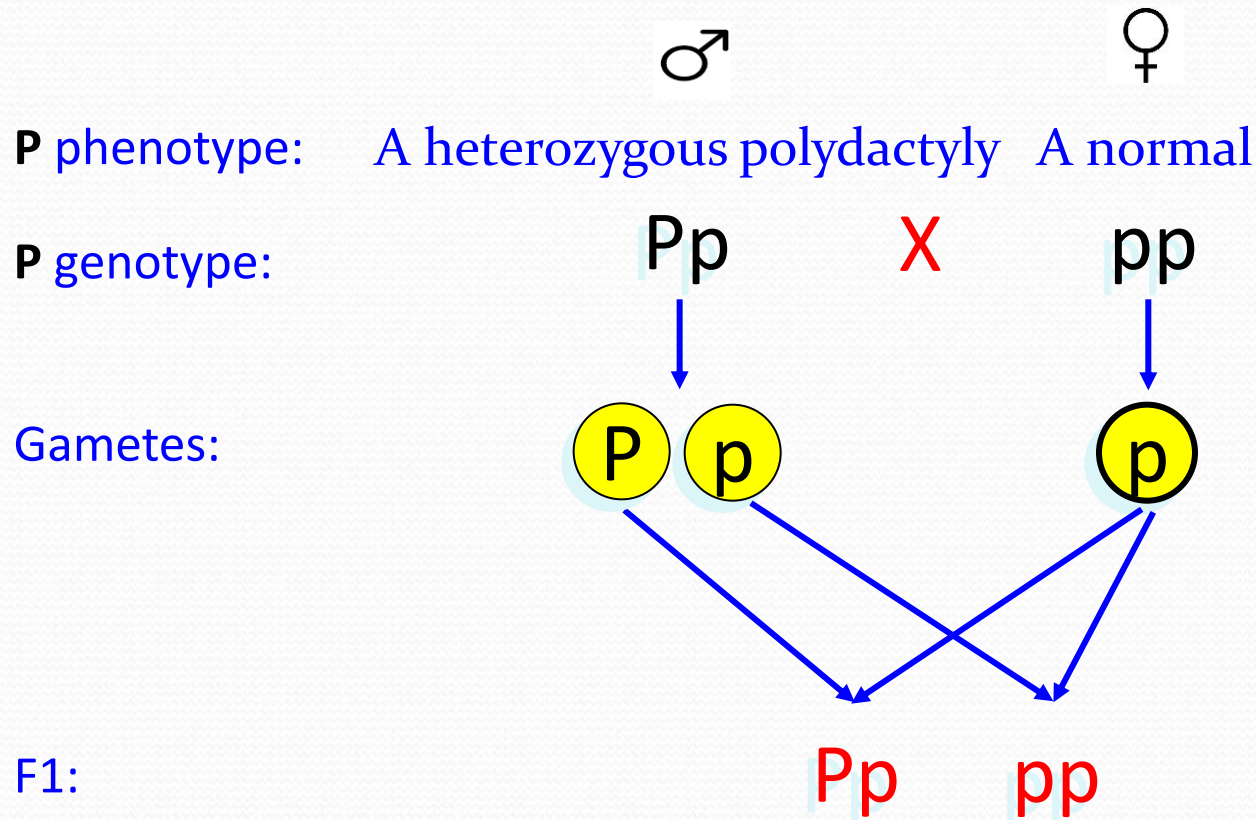 ♂ ♀
P phenotype: A heterozygous polydactyly A normal
P genotype: Pp X pp
Gametes: P p p
F1: Pp pp